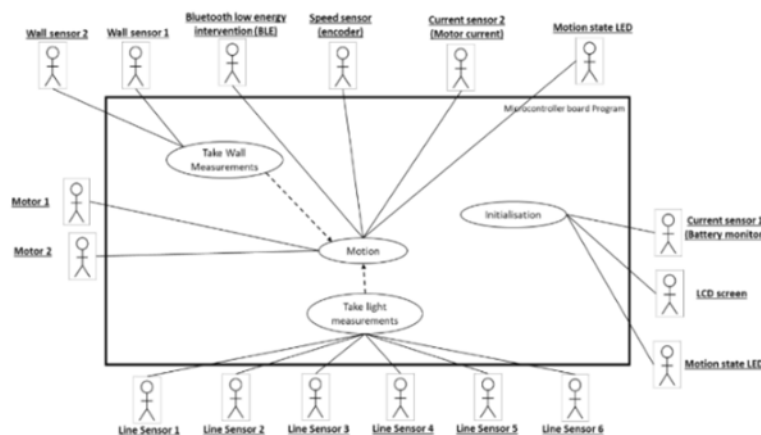 Wall sensor 2
Wall sensor 1
Bluetooth low energy
intervention (BLE)
Speed sensor
(encoder)
Current sensor 2
(Motor current)
Motion state LED
Microcontroller board Program
Take Wall
Measurements
Motor 1
Motor 2
Initialisation
Motion
Current sensor 1
(Battery monitor
LCD screen
Take light
measurements
Motion state LED
Line Sensor 1
Line Sensor 2
Line Sensor 3
Line Sensor 4
Line Sensor 5
Line Sensor 6